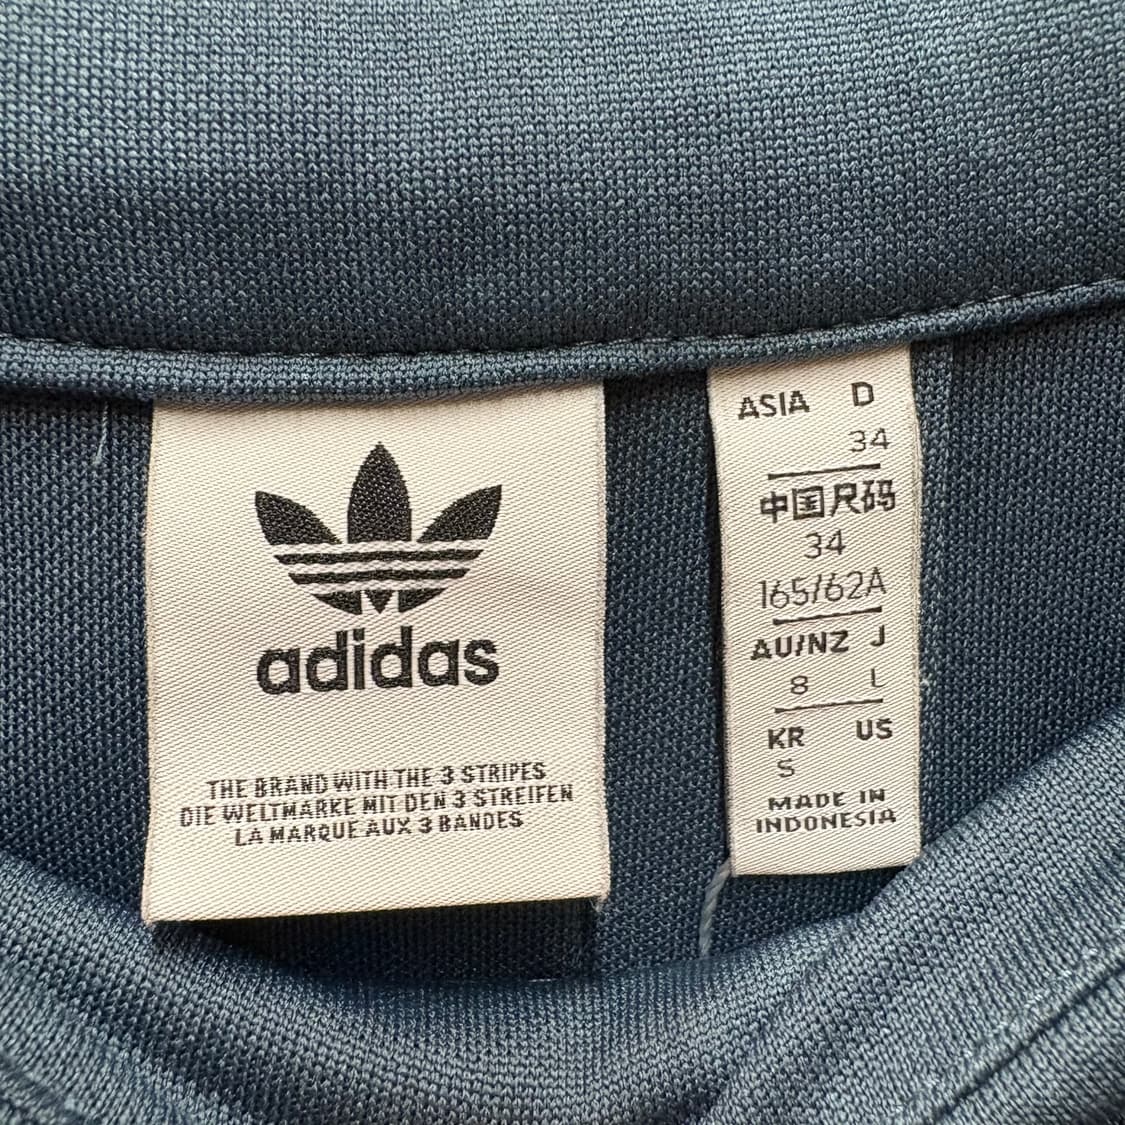 adidas
THE BRAND WITH THE 3 STRIPES
DIE WELTMARKE MIT DEN 3 STREIFEN
LA MARQUE AUX 3 BANDES
ASIA D
34
中国尺码
34
165/62A
AU/NZ J
8 L
KR US
S
MADE IN
INDONESIA